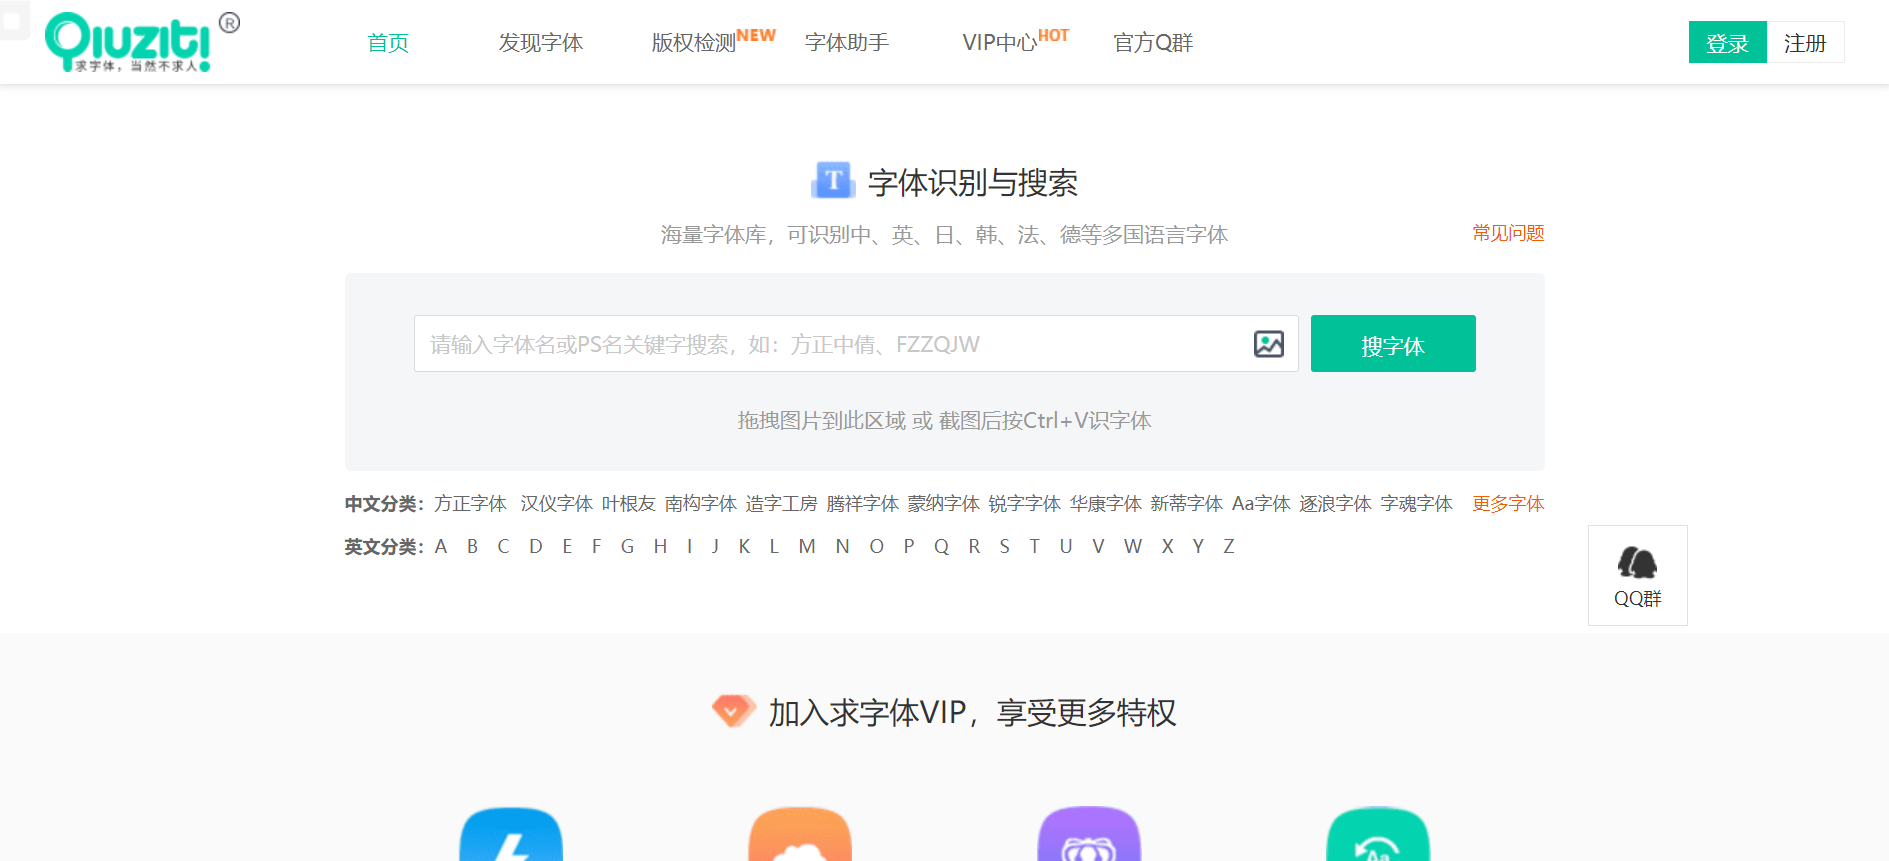 Qiuziti! ®
求字体，当然不求人
首页 发现字体 版权检测NEW 字体助手 VIP中心HOT 官方Q群 登录 注册
T 字体识别与搜索
海量字体库，可识别中、英、日、韩、法、德等多国语言字体 常见问题
请输入字体名或PS名关键字搜索，如：方正中倩、FZZQJW 搜字体
拖拽图片到此区域 或 截图后按Ctrl+V识字体
中文分类：方正字体 汉仪字体 叶根友 南构字体 造字工房 腾祥字体 蒙纳字体 锐字字体 华康字体 新蒂字体 Aa字体 逐浪字体 字魂字体 更多字体
英文分类：A B C D E F G H I J K L M N O P Q R S T U V W X Y Z
QQ群
加入求字体VIP，享受更多特权
Aa